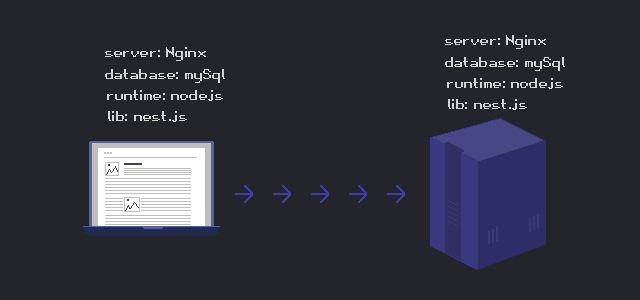 server: Nginx
database: mySql
runtime: nodejs
lib: nest.js
server: Nginx
database: mySql
runtime: nodejs
lib: nest.js